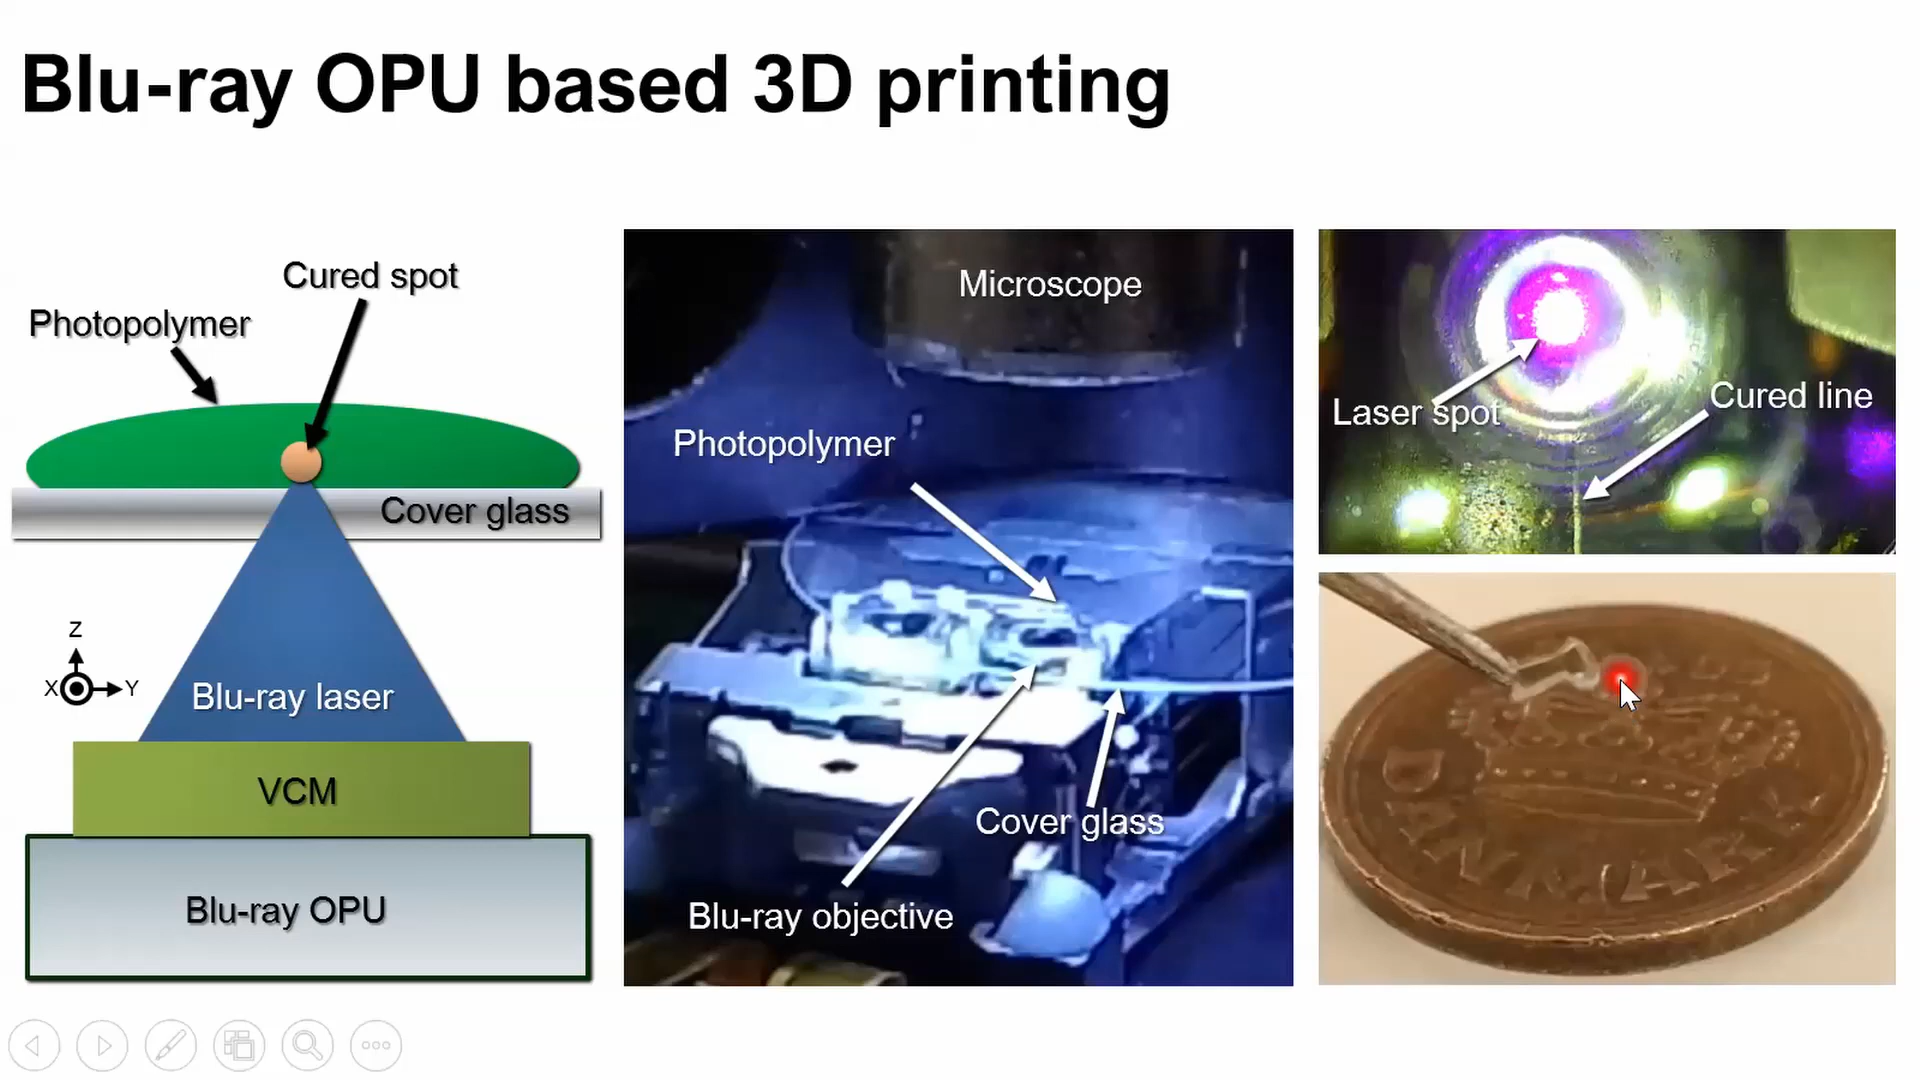 Blu-ray OPU based 3D printing
Cured spot
Photopolymer
Cover glass
Z
X
Y
Blu-ray laser
VCM
Blu-ray OPU
Microscope
Photopolymer
Cover glass
Blu-ray objective
Laser spot
Cured line
DANMARK